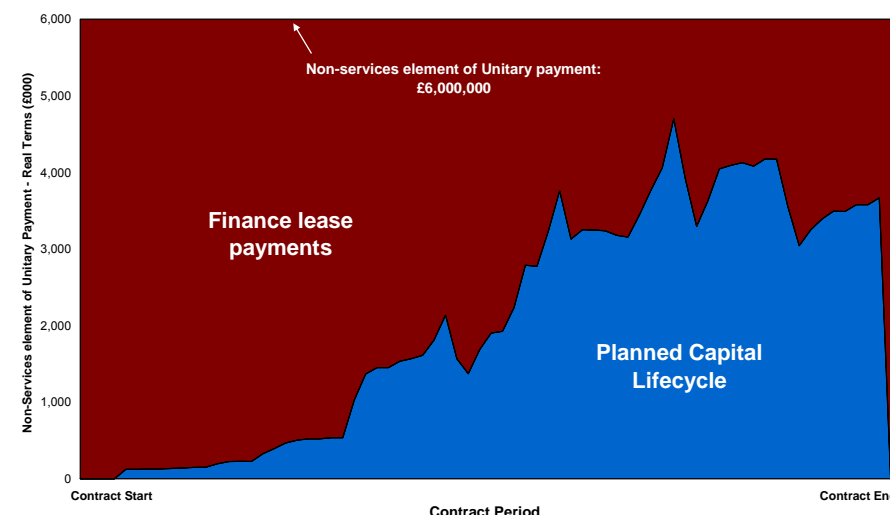 6,000
5,000
4,000
3,000
2,000
1,000
0
Non-Services element of Unitary Payment - Real Terms (£000)
Non-services element of Unitary payment:
£6,000,000
Finance lease
payments
Planned Capital
Lifecycle
Contract Start
Contract En
Contract Period